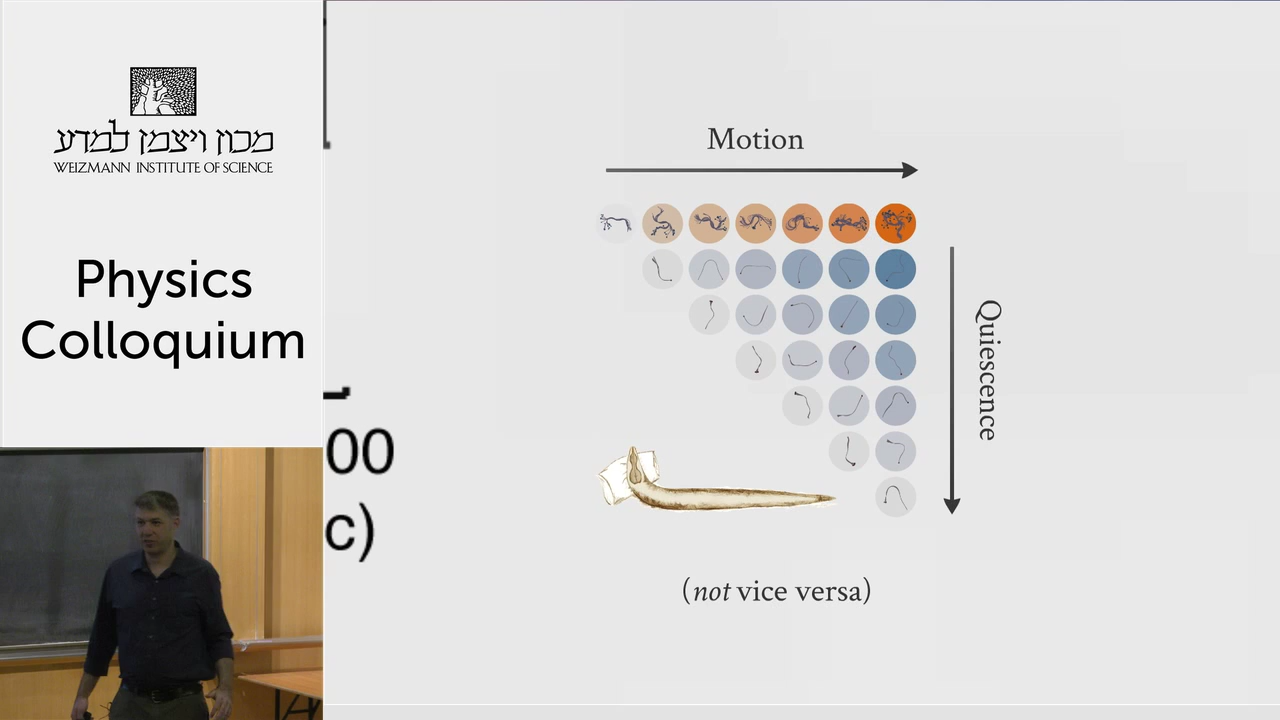 מכון ויצמן למדע
WEIZMANN INSTITUTE OF SCIENCE
Physics
Colloquium
00
c)
Motion
Quiescence
(not vice versa)